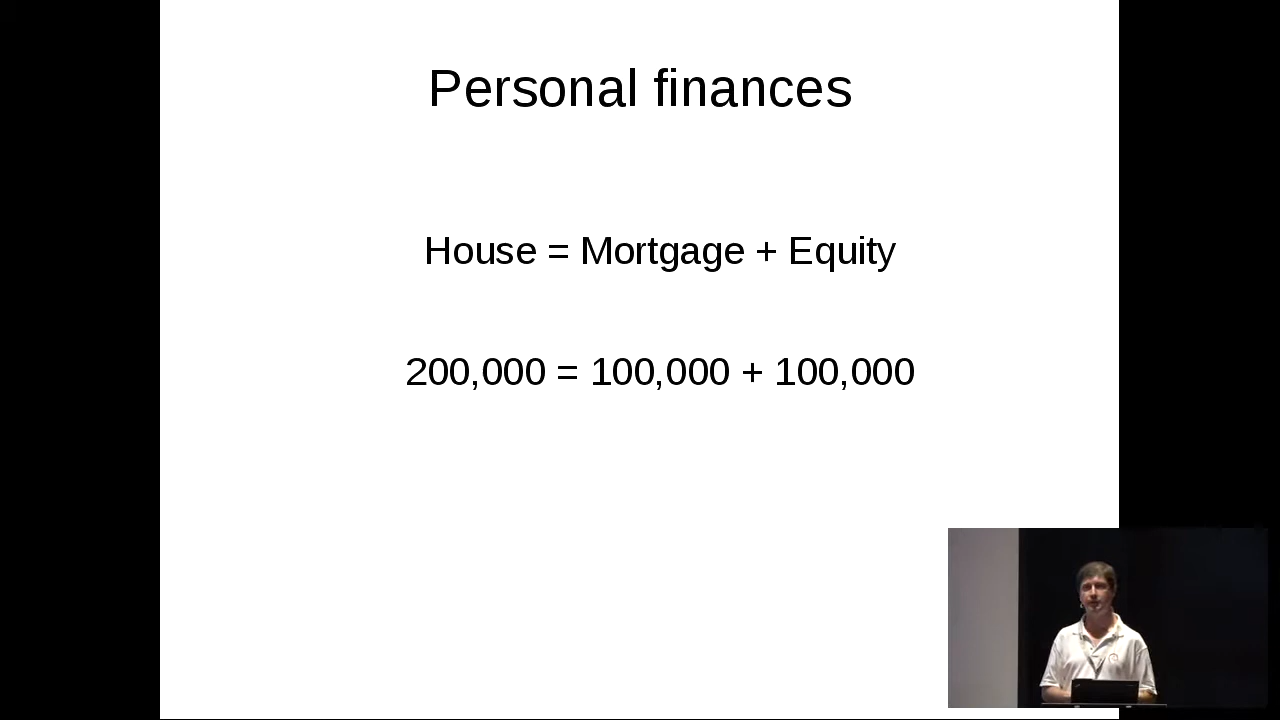 Personal finances
House = Mortgage + Equity
200,000 = 100,000 + 100,000